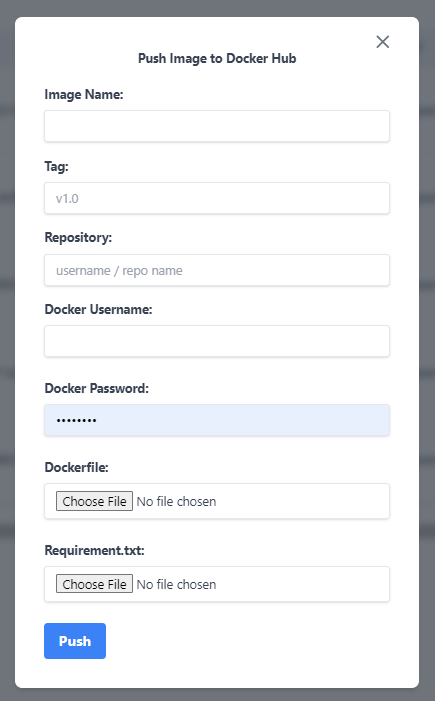 Push Image to Docker Hub
Image Name:
Tag:
v1.0
Repository:
username / repo name
Docker Username:
Docker Password:
••••••••
Dockerfile:
Choose File No file chosen
Requirement.txt:
Choose File No file chosen
Push